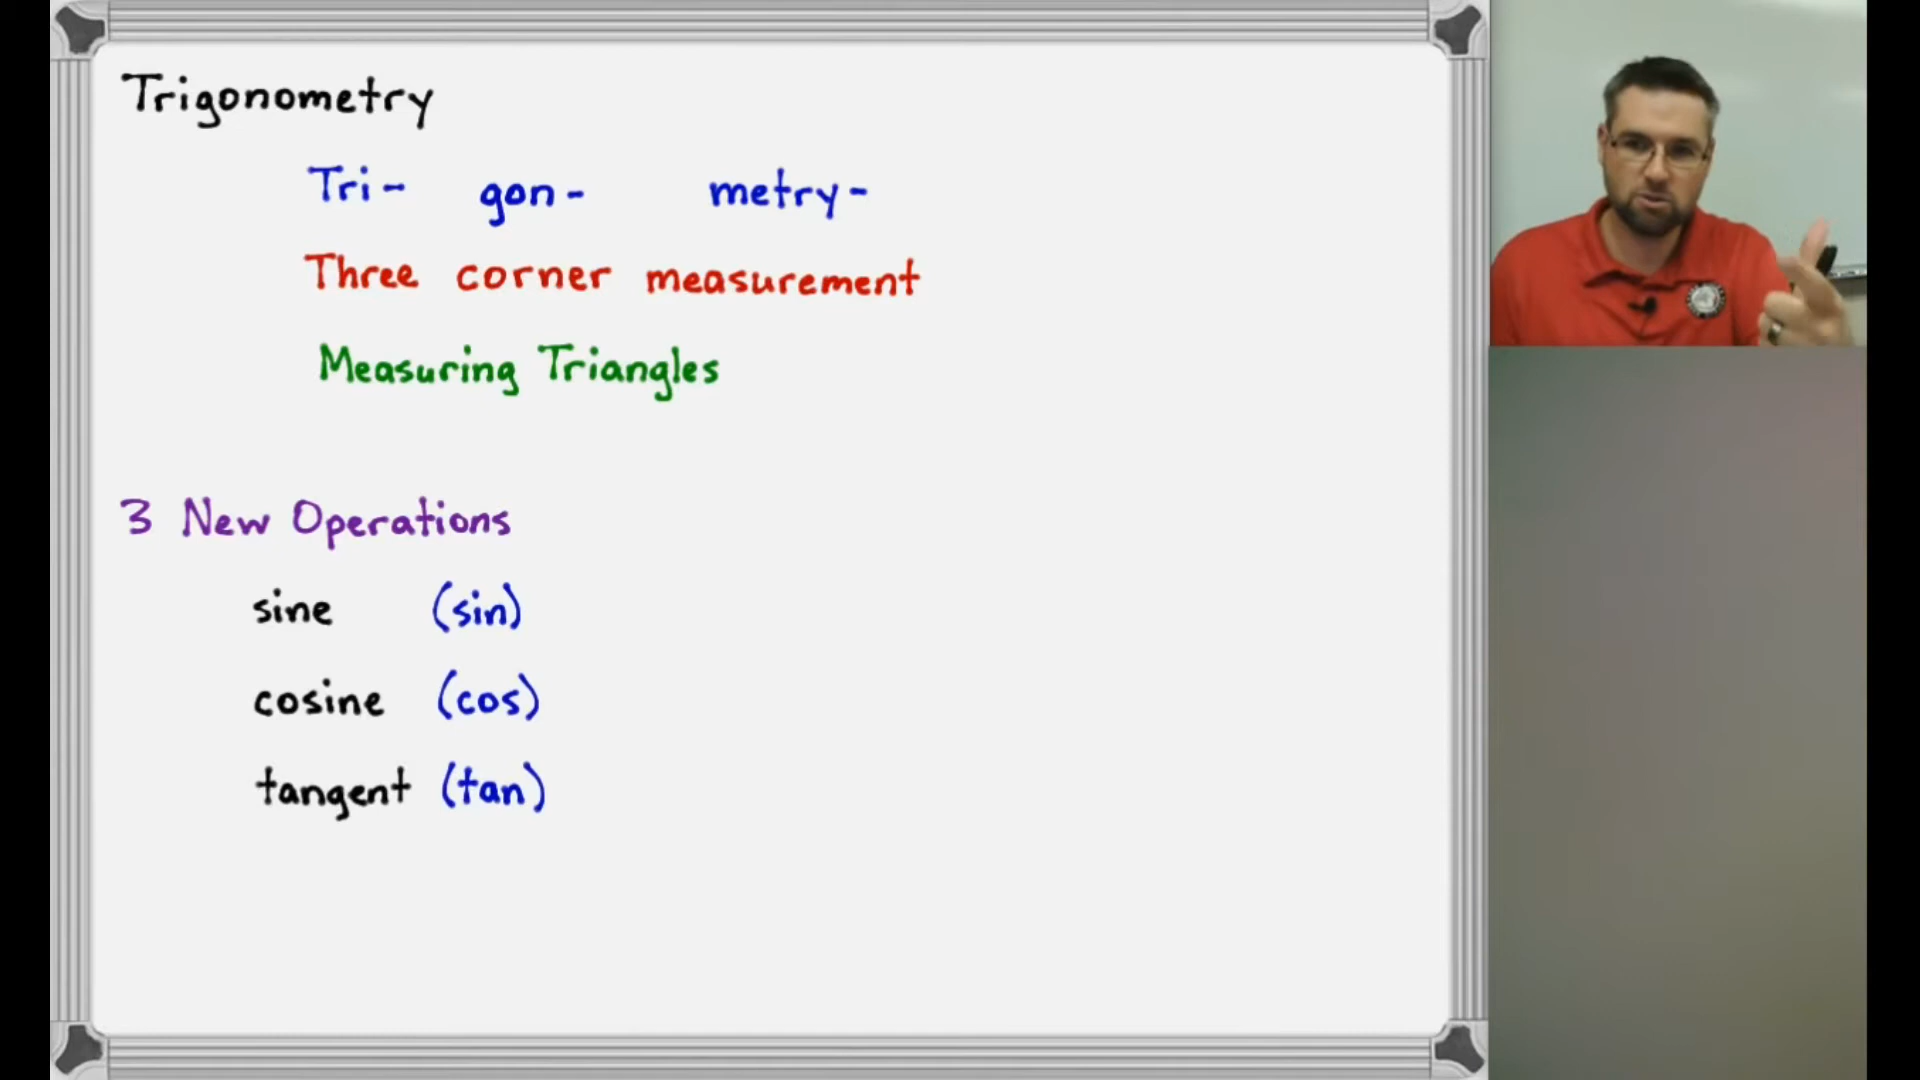 Trigonometry
Tri- gon- metry-
Three corner measurement
Measuring Triangles
3 New Operations
sine (sin)
cosine (cos)
tangent (tan)